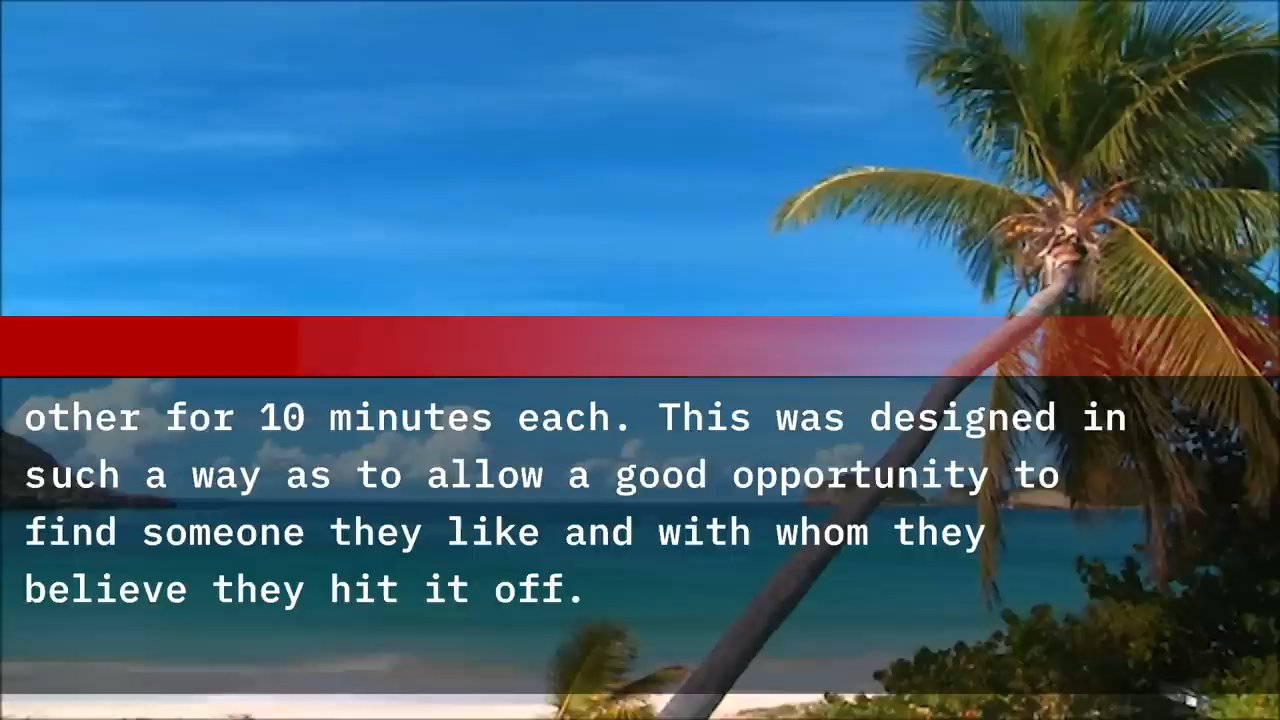 other for 10 minutes each. This was designed in
such a way as to allow a good opportunity to
find someone they like and with whom they
believe they hit it off.